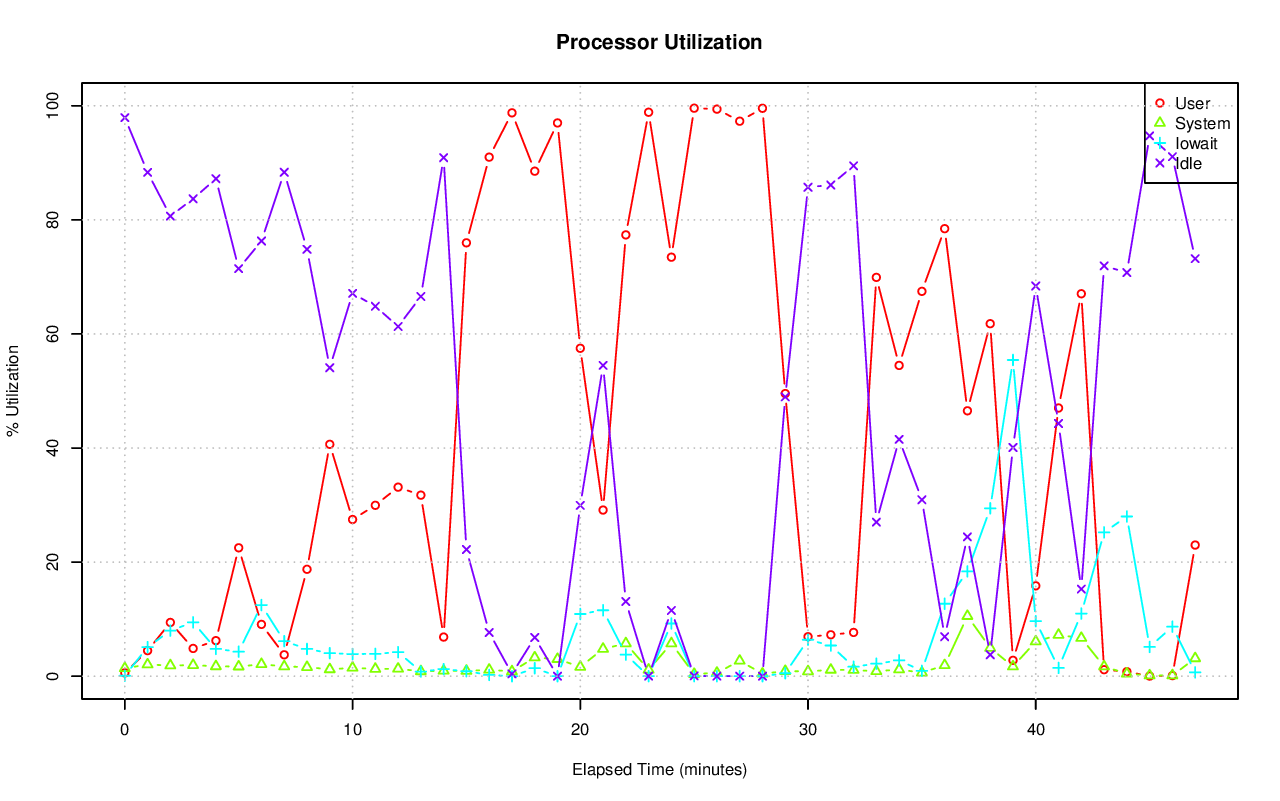 Processor Utilization
% Utilization
100
80
60
40
20
0
User
System
Iowait
Idle
0 10 20 30 40
Elapsed Time (minutes)